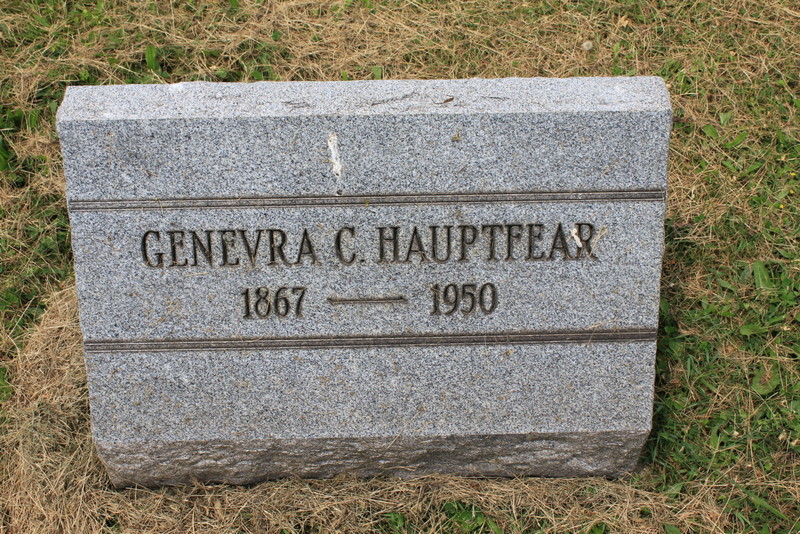 GENEVRA C. HAUPTFEAR
1867 — 1950